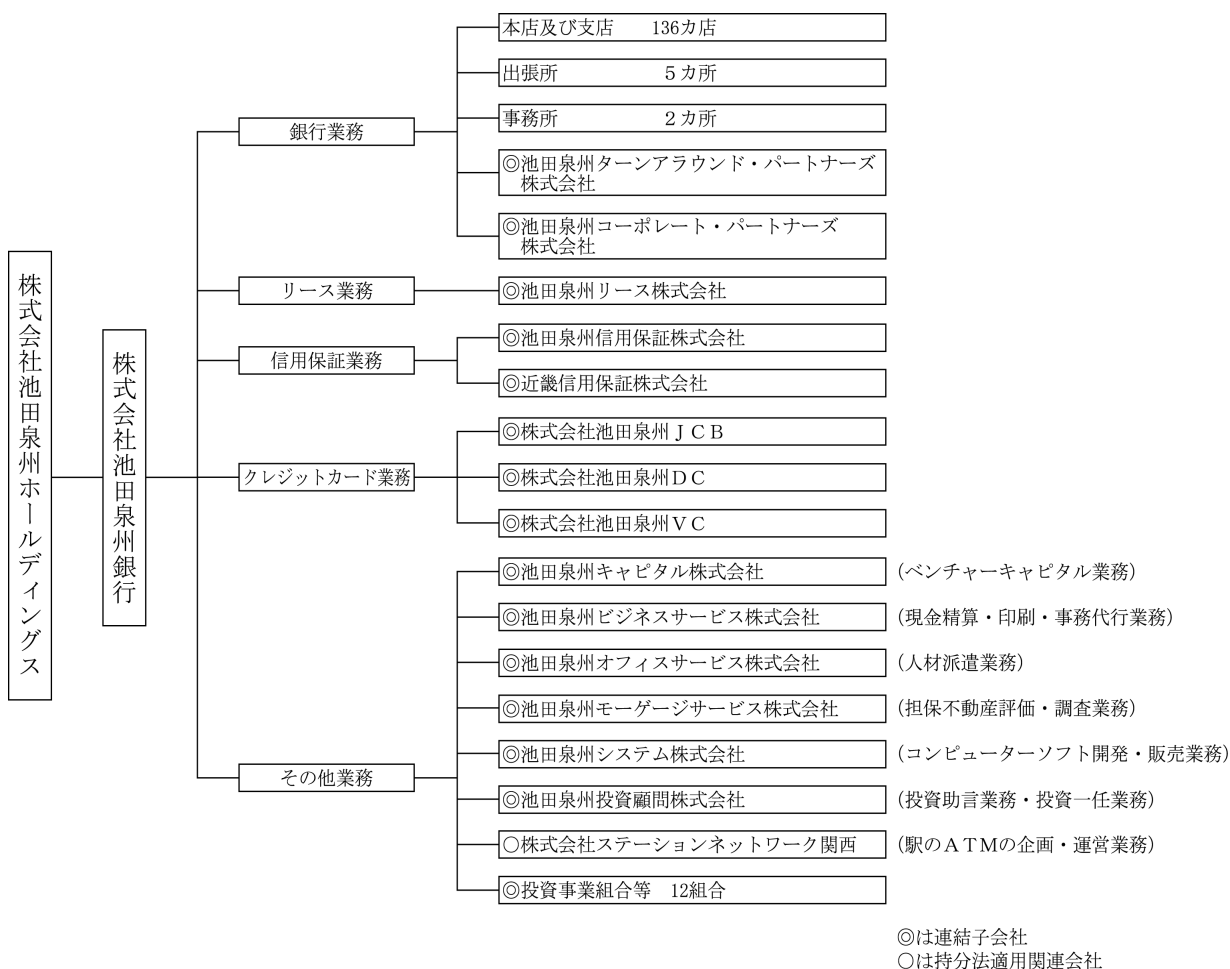 株式会社池田泉州ホールディングス
株式会社池田泉州銀行
銀行業務
本店及び支店　136カ店
出張所　５カ所
事務所　２カ所
◎池田泉州ターンアラウンド・パートナーズ
株式会社
◎池田泉州コーポレート・パートナーズ
株式会社
リース業務
◎池田泉州リース株式会社
信用保証業務
◎池田泉州信用保証株式会社
◎近畿信用保証株式会社
クレジットカード業務
◎株式会社池田泉州ＪＣＢ
◎株式会社池田泉州ＤＣ
◎株式会社池田泉州ＶＣ
その他業務
◎池田泉州キャピタル株式会社　(ベンチャーキャピタル業務)
◎池田泉州ビジネスサービス株式会社　(現金精算・印刷・事務代行業務)
◎池田泉州オフィスサービス株式会社　(人材派遣業務)
◎池田泉州モーゲージサービス株式会社　(担保不動産評価・調査業務)
◎池田泉州システム株式会社　(コンピューターソフト開発・販売業務)
◎池田泉州投資顧問株式会社　(投資助言業務・投資一任業務)
○株式会社ステーションネットワーク関西　(駅のＡＴＭの企画・運営業務)
◎投資事業組合等　12組合
◎は連結子会社
○は持分法適用関連会社